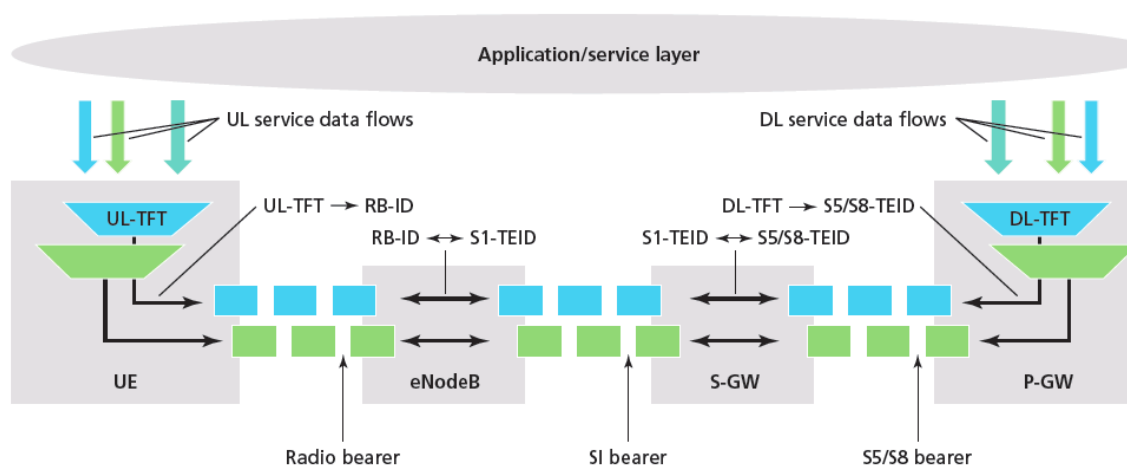 Application/service layer
UL service data flows
DL service data flows
UL-TFT
UL-TFT → RB-ID
DL-TFT → S5/S8-TEID
DL-TFT
RB-ID ↔ S1-TEID
S1-TEID ↔ S5/S8-TEID
UE
eNodeB
S-GW
P-GW
Radio bearer
SI bearer
S5/S8 bearer